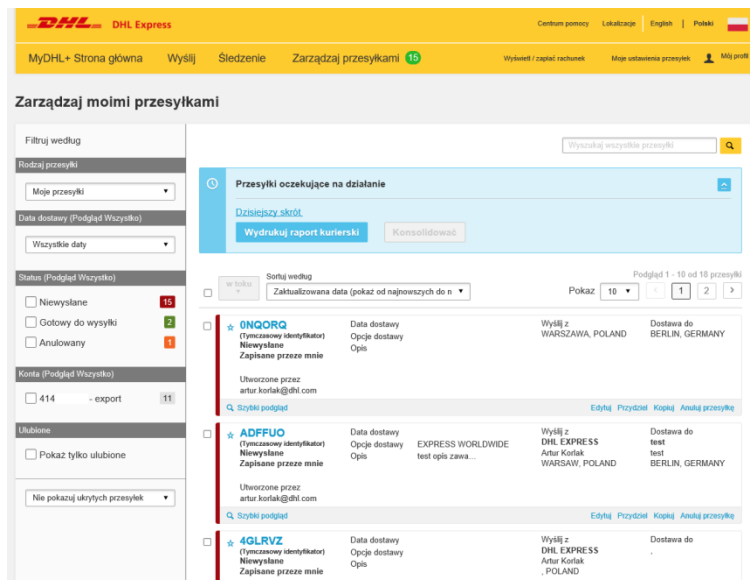 DHL DHL Express
Centrum pomocy Lokalizacje English | Polski
MyDHL+ Strona główna Wyślij Śledzenie Zarządzaj przesyłkami 15 Wyświetl / zapłać rachunek Moje ustawienia przesyłek Mój profil
Zarządzaj moimi przesyłkami
Filtruj według
Rodzaj przesyłki
Moje przesyłki
Data dostawy (Podgląd Wszystko)
Wszystkie daty
Status (Podgląd Wszystko)
Niewysłane 15
Gotowy do wysyłki 2
Anulowany 1
Konta (Podgląd Wszystko)
414 - export 11
Ulubione
Pokaż tylko ulubione
Nie pokazuj ukrytych przesyłek
Wyszukaj wszystkie przesyłki
Przesyłki oczekujące na działanie
Dzisiejszy skrót.
Wydrukuj raport kurierski Konsolidować
w toku
Sortuj według
Zaktualizowana data (pokaż od najnowszych do n
Podgląd 1 - 10 od 18 przesyłki
Pokaz 10 < 1 2 >
0NQORQ
(Tymczasowy identyfikator)
Niewysłane
Zapisane przeze mnie
Utworzone przez
artur.korlak@dhl.com
Data dostawy
Opcje dostawy
Opis
Wyślij z
WARSZAWA, POLAND
Dostawa do
BERLIN, GERMANY
Szybki podgląd Edytuj Przydziel Kopiuj Anuluj przesyłkę
ADFFUO
(Tymczasowy identyfikator)
Niewysłane
Zapisane przeze mnie
Utworzone przez
artur.korlak@dhl.com
Data dostawy
Opcje dostawy EXPRESS WORLDWIDE
Opis test opis zawa...
Wyślij z
DHL EXPRESS
Artur Korlak
WARSAW, POLAND
Dostawa do
test
test
BERLIN, GERMANY
Szybki podgląd Edytuj Przydziel Kopiuj Anuluj przesyłkę
4GLRVZ
(Tymczasowy identyfikator)
Niewysłane
Zapisane przeze mnie
Data dostawy
Opcje dostawy
Opis
Wyślij z
DHL EXPRESS
Artur Korlak
, POLAND
Dostawa do
,